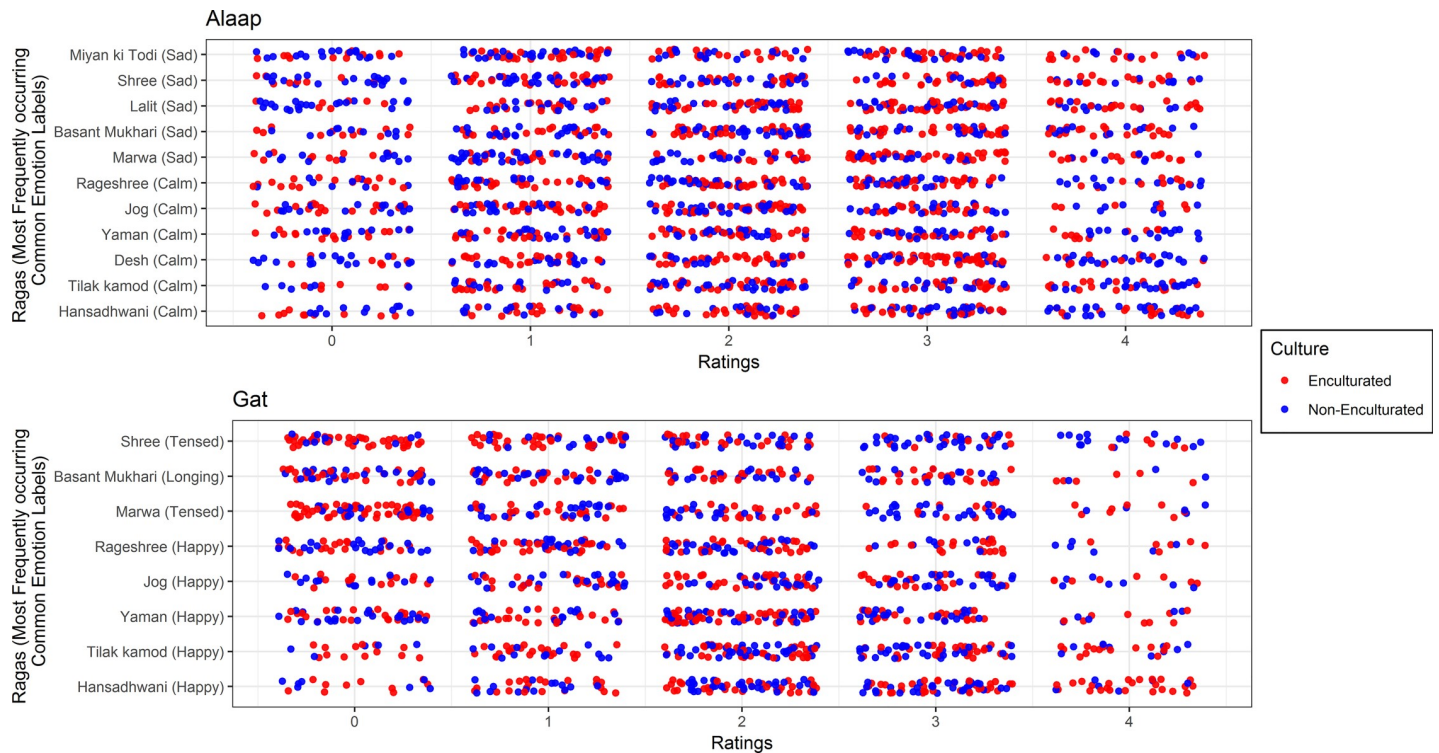 Alaap
Ragas (Most Frequently occurring
Common Emotion Labels)
Miyan ki Todi (Sad)
Shree (Sad)
Lalit (Sad)
Basant Mukhari (Sad)
Marwa (Sad)
Rageshree (Calm)
Jog (Calm)
Yaman (Calm)
Desh (Calm)
Tilak kamod (Calm)
Hansadhwani (Calm)
0 1 2 3 4
Ratings
Culture
Enculturated
Non-Enculturated
Gat
Ragas (Most Frequently occurring
Common Emotion Labels)
Shree (Tensed)
Basant Mukhari (Longing)
Marwa (Tensed)
Rageshree (Happy)
Jog (Happy)
Yaman (Happy)
Tilak kamod (Happy)
Hansadhwani (Happy)
0 1 2 3 4
Ratings